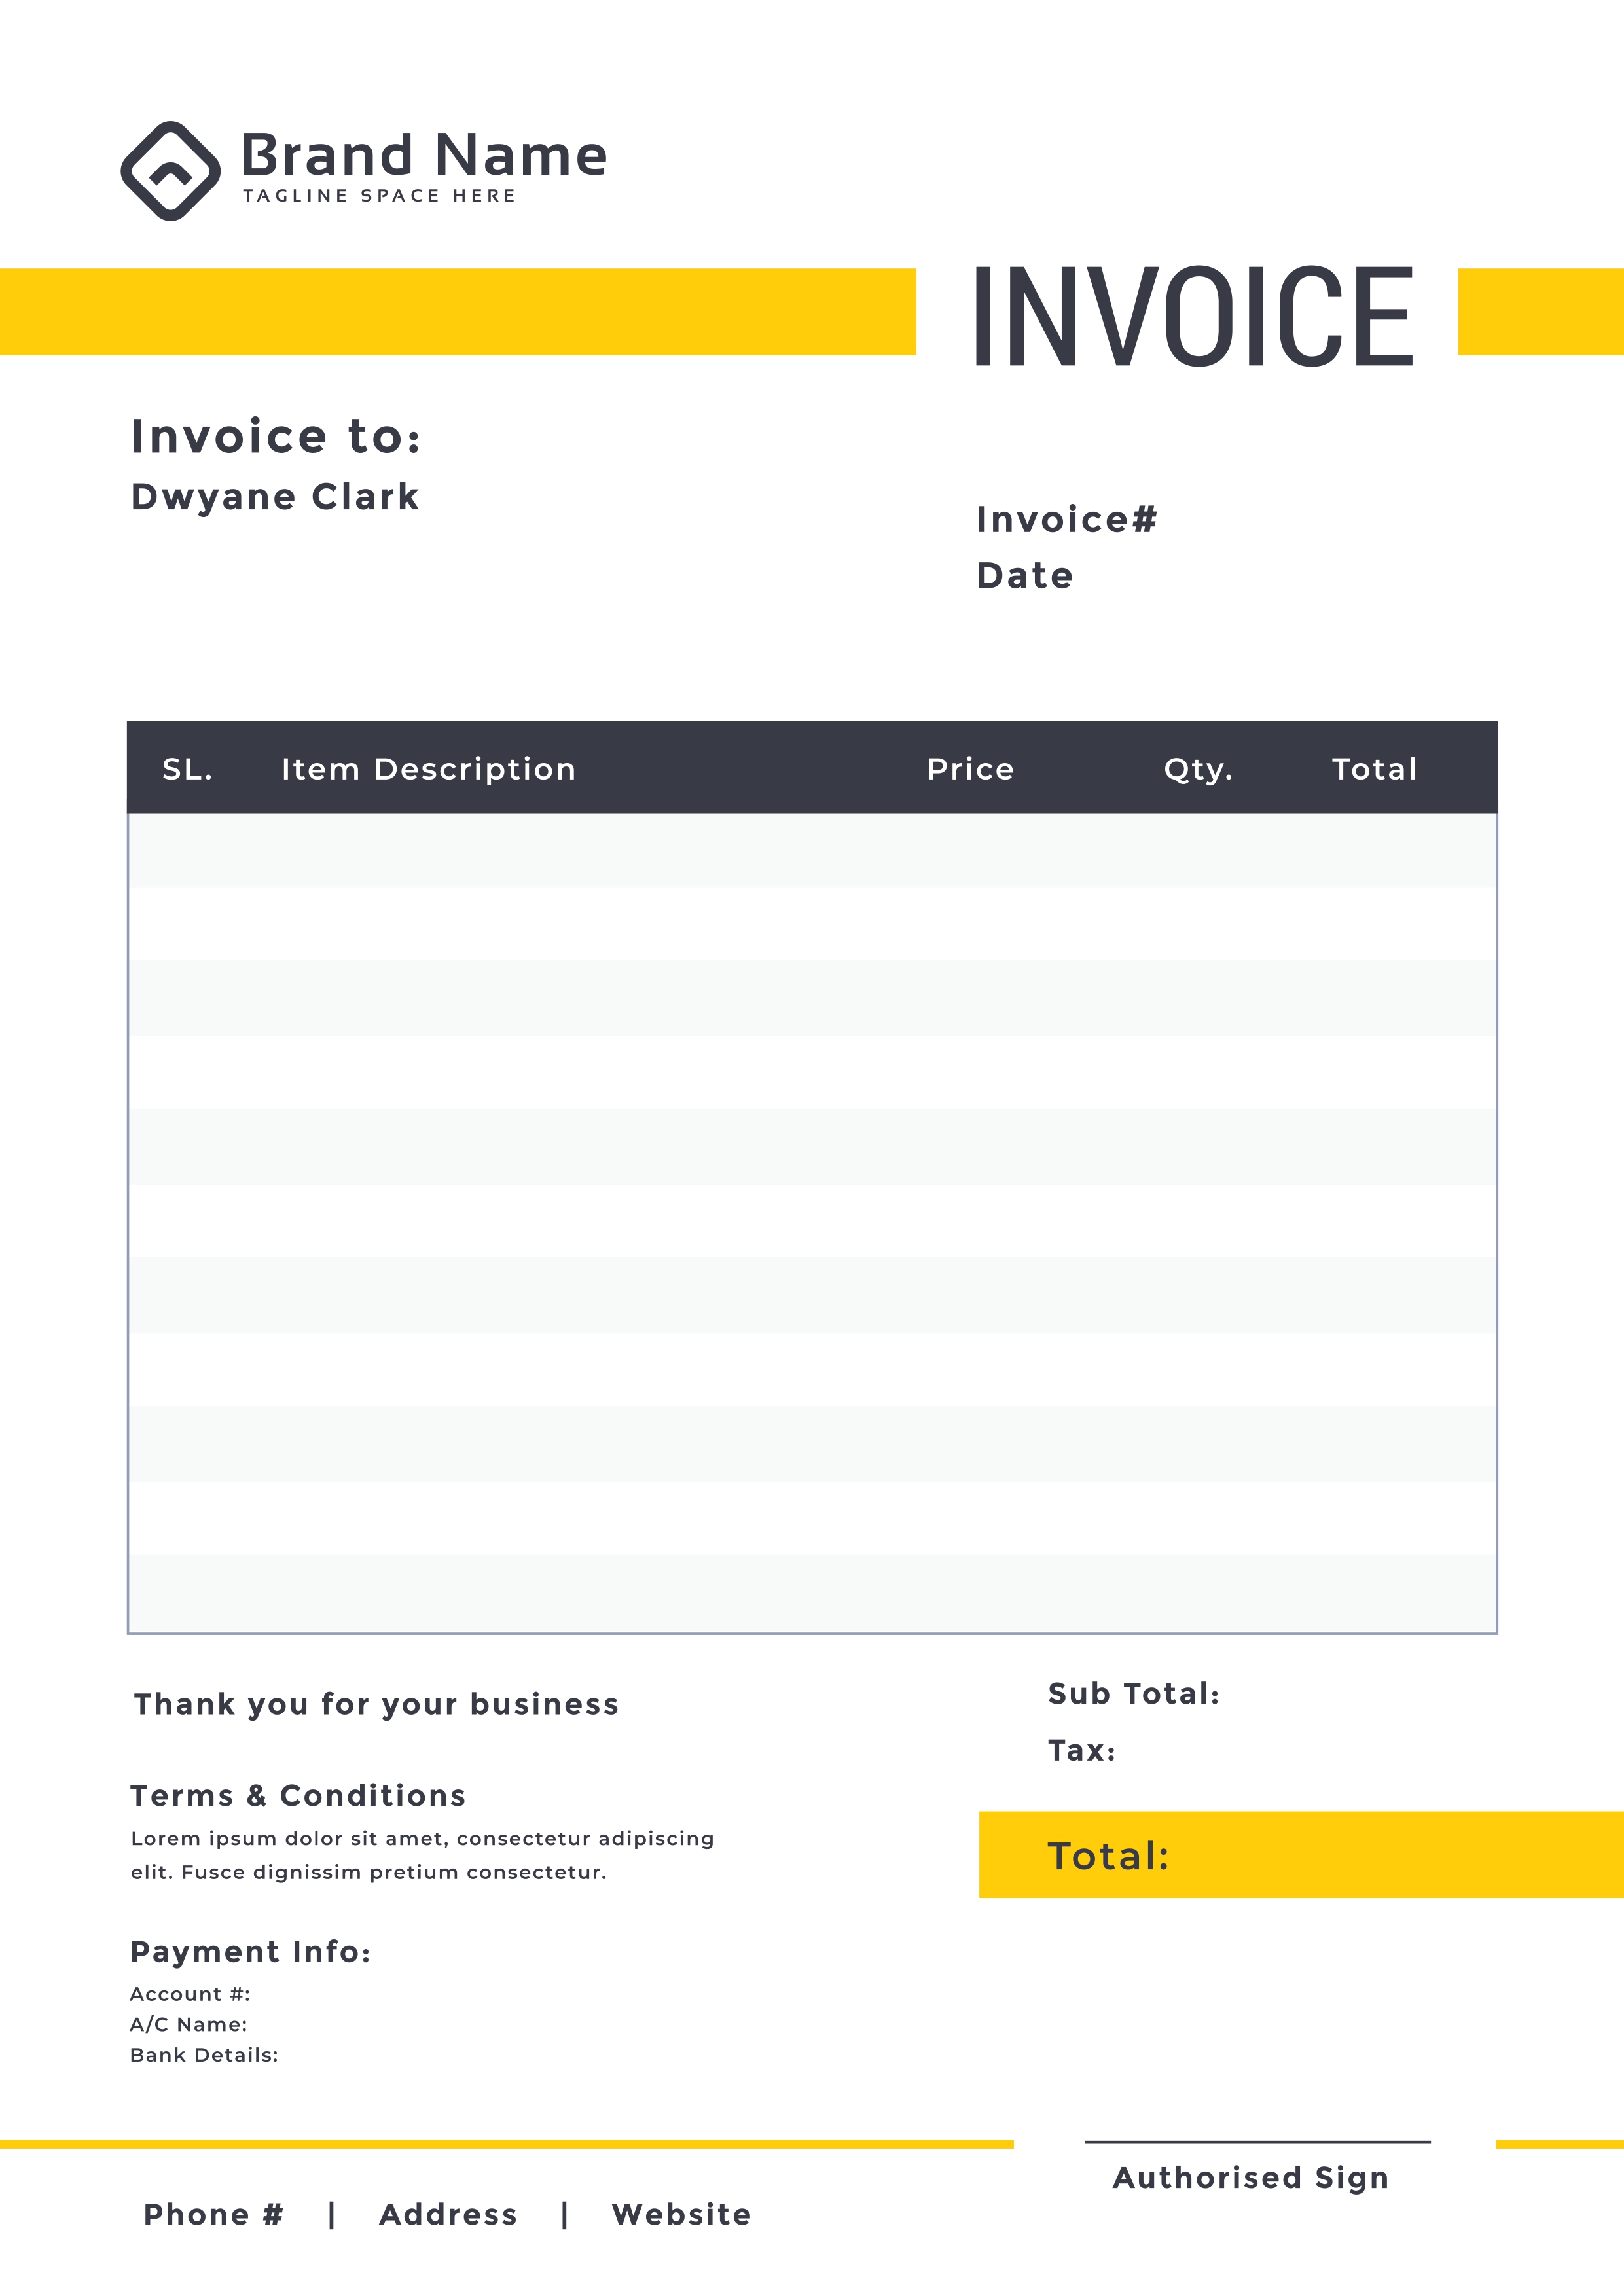 Brand Name
TAGLINE SPACE HERE
INVOICE
Invoice to:
Dwyane Clark
Invoice#
Date
SL. Item Description Price Qty. Total
Thank you for your business
Sub Total:
Tax:
Terms & Conditions
Lorem ipsum dolor sit amet, consectetur adipiscing
elit. Fusce dignissim pretium consectetur.
Total:
Payment Info:
Account #:
A/C Name:
Bank Details:
Authorised Sign
Phone # | Address | Website